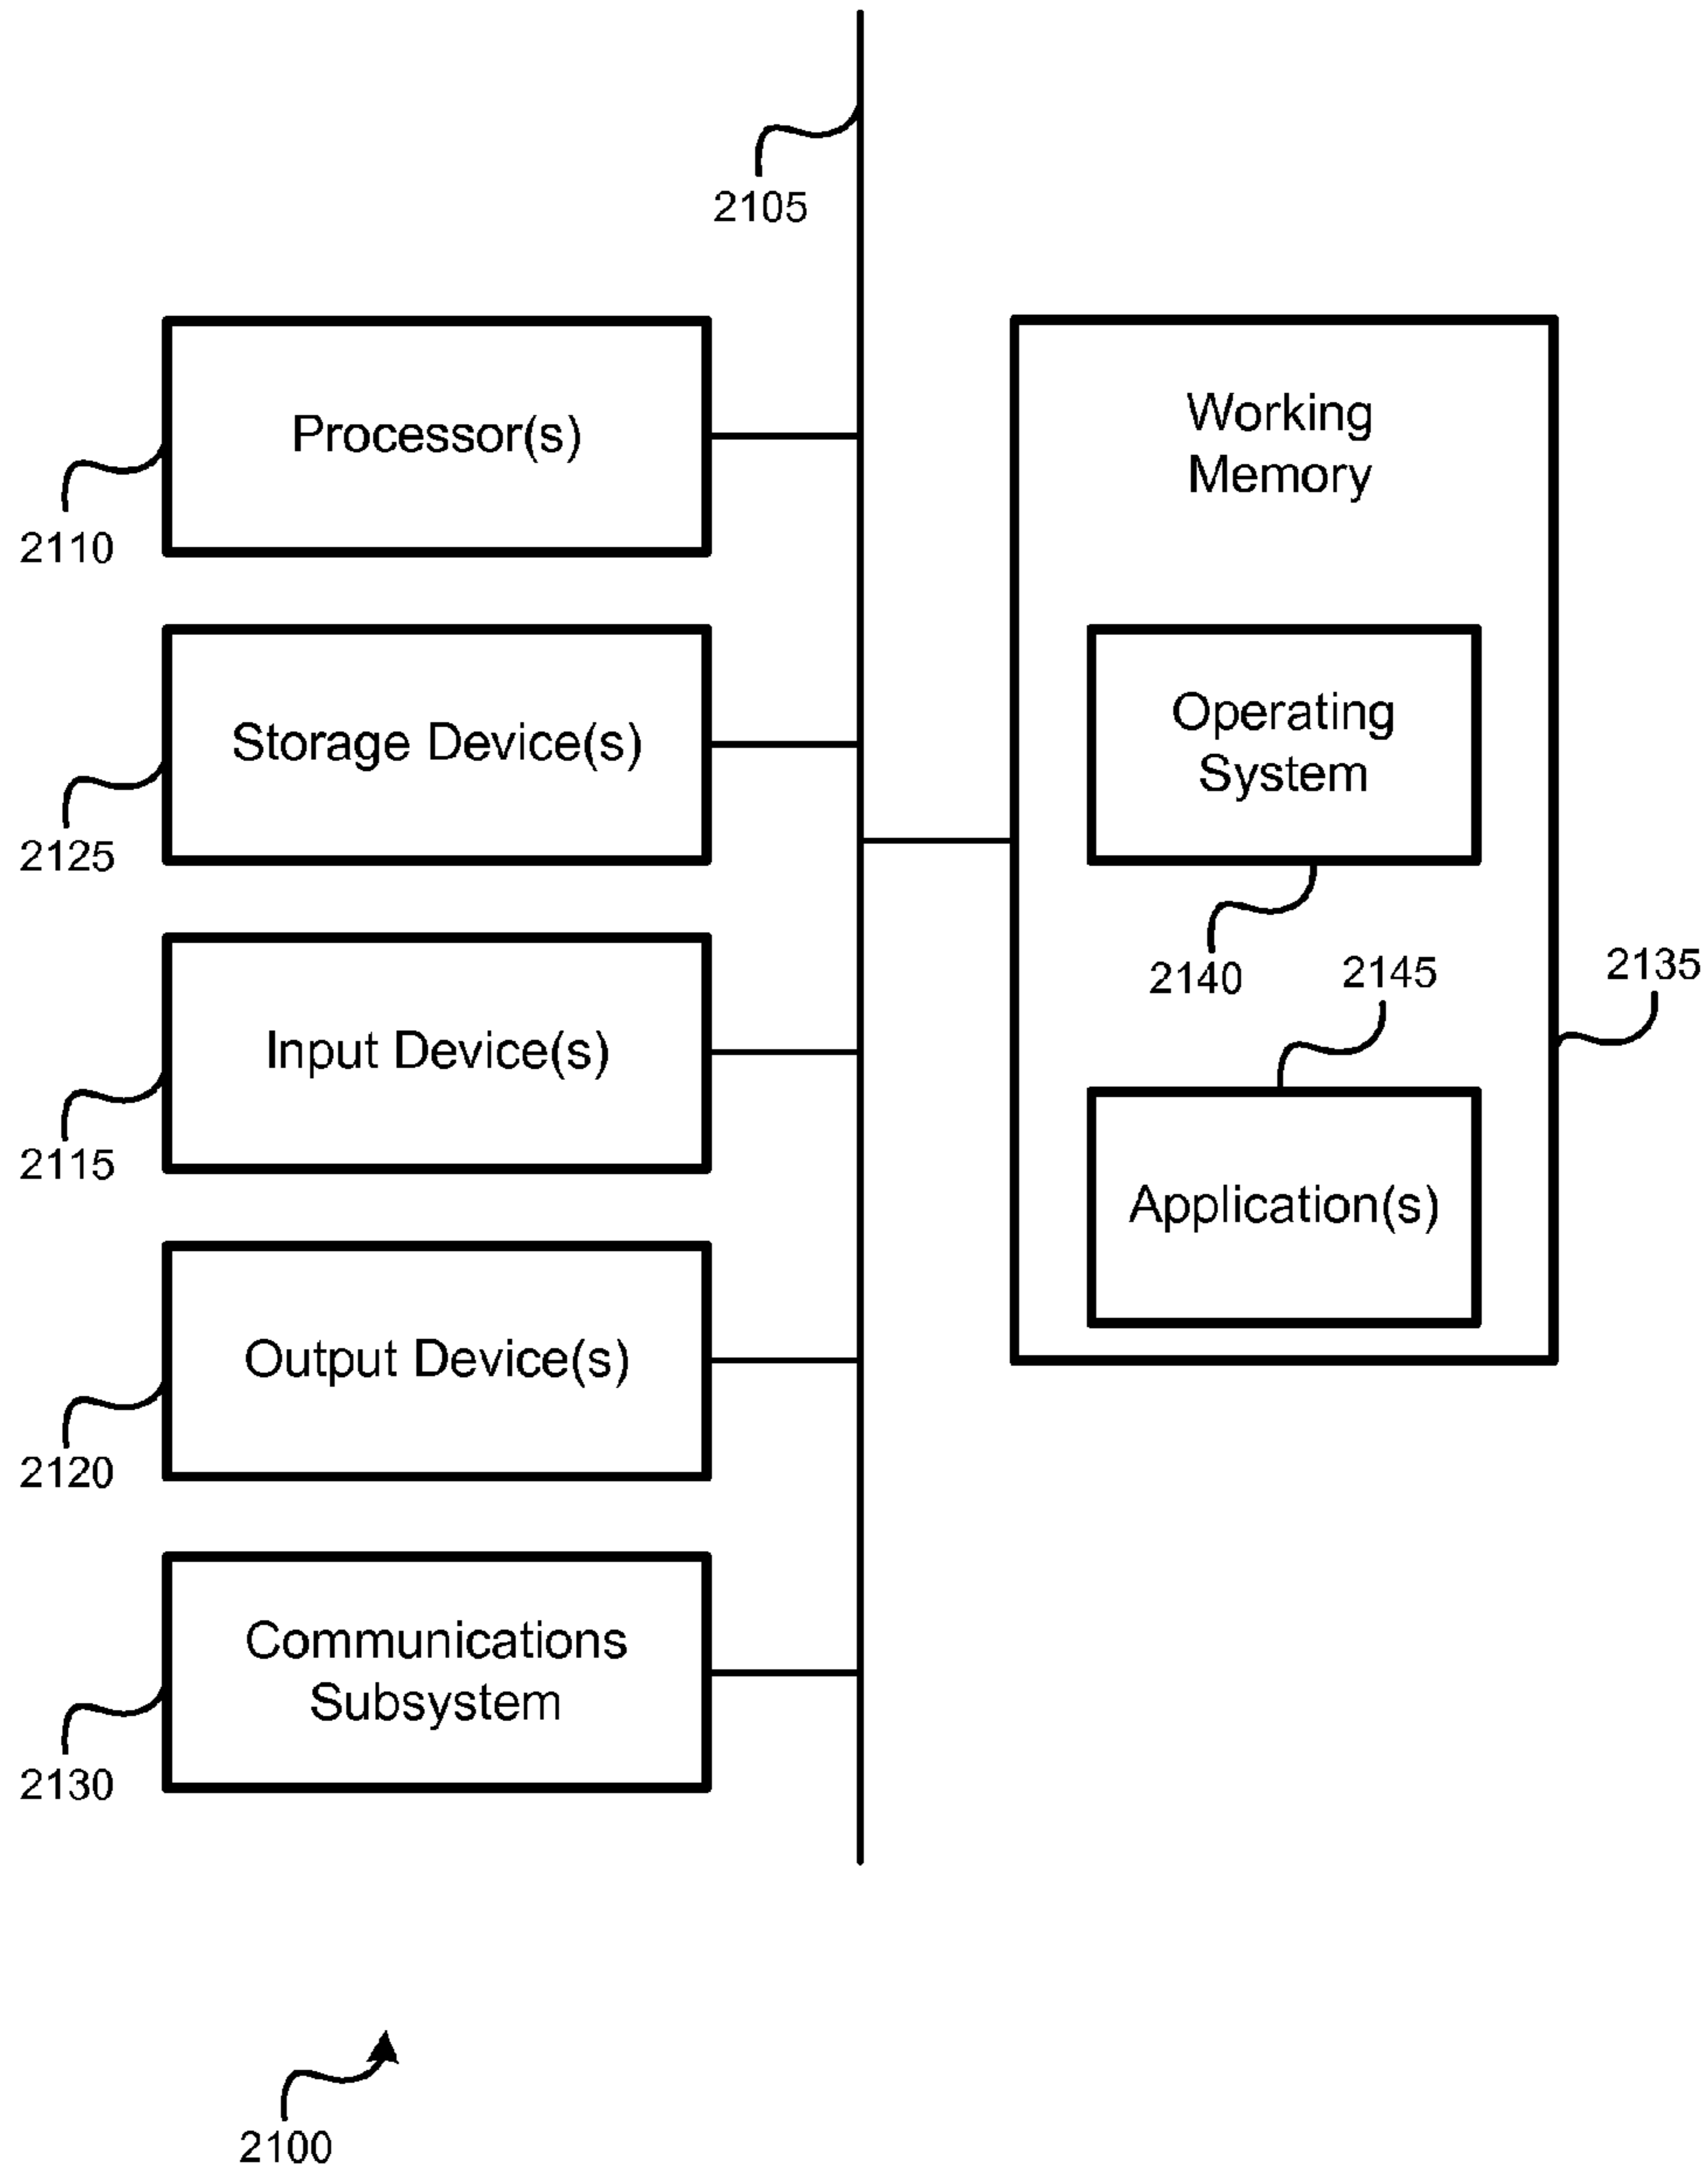 2105
Processor(s)
2110
Storage Device(s)
2125
Input Device(s)
2115
Output Device(s)
2120
Communications
Subsystem
2130
Working
Memory
Operating
System
2140
2145
2135
Application(s)
2100